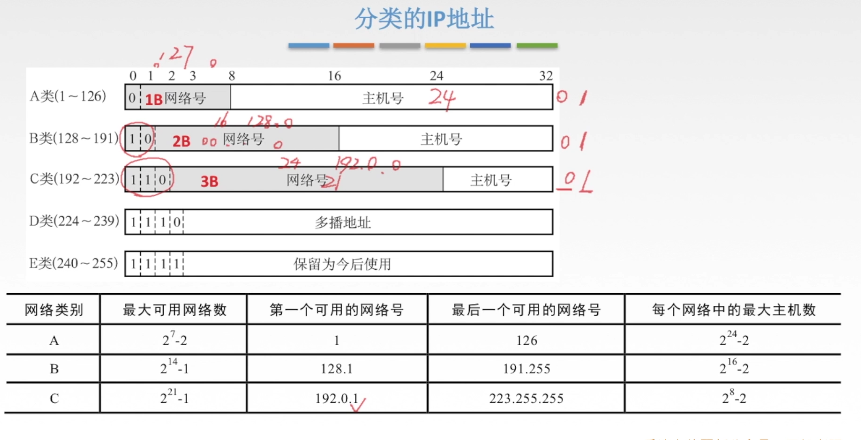 分类的IP地址
127
0 1 2 3 8 16 24 32
A类(1～126) 0 1B网络号 主机号 24 0 1
16 128.0
B类(128～191) 1 0 2B 网络号 主机号 0 1
24 192.0.0
C类(192～223) 1 1 0 3B 网络号 21 主机号 0 1
D类(224～239) 1 1 1 0 多播地址
E类(240～255) 1 1 1 1 保留为今后使用
网络类别 最大可用网络数 第一个可用的网络号 最后一个可用的网络号 每个网络中的最大主机数
A 2^7-2 1 126 2^24-2
B 2^14-1 128.1 191.255 2^16-2
C 2^21-1 192.0.1 223.255.255 2^8-2